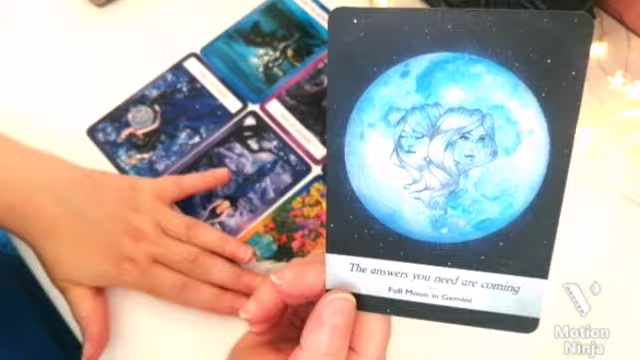 The answers you need are coming
Full Moon in Gemini
Motion
Ninja